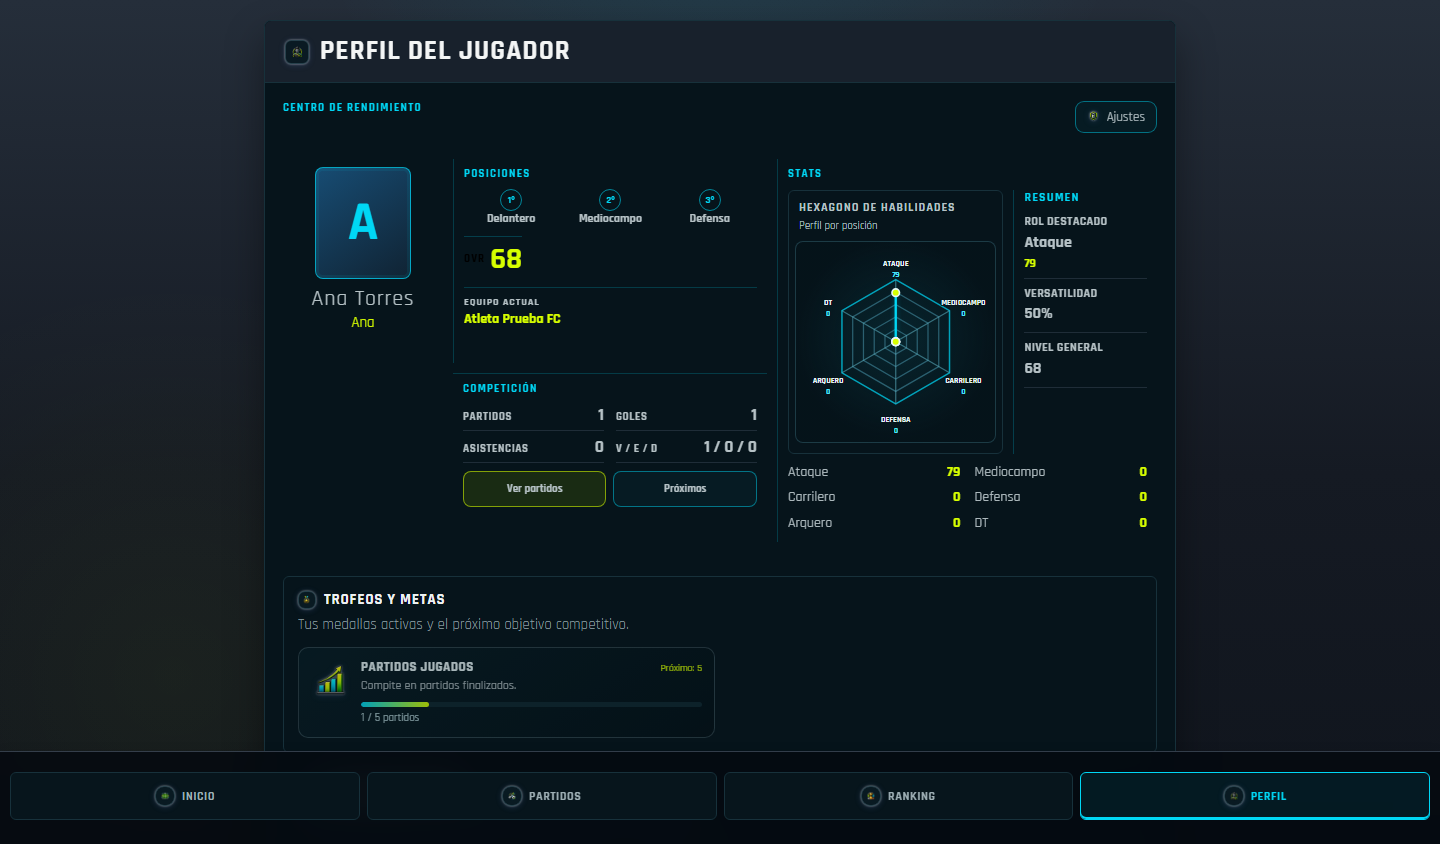 PERFIL DEL JUGADOR
CENTRO DE RENDIMIENTO
Ajustes
A
Ana Torres
Ana
POSICIONES
1º
2º
3º
Delantero
Mediocampo
Defensa
OVR 68
EQUIPO ACTUAL
Atleta Prueba FC
COMPETICIÓN
PARTIDOS 1
GOLES 1
ASISTENCIAS 0
V / E / D 1 / 0 / 0
Ver partidos
Próximos
STATS
HEXAGONO DE HABILIDADES
Perfil por posición
ATAQUE
79
DT
0
MEDIOCAMPO
0
ARQUERO
0
CARRILERO
0
DEFENSA
0
RESUMEN
ROL DESTACADO
Ataque
79
VERSATILIDAD
50%
NIVEL GENERAL
68
Ataque 79
Mediocampo 0
Carrilero 0
Defensa 0
Arquero 0
DT 0
TROFEOS Y METAS
Tus medallas activas y el próximo objetivo competitivo.
PARTIDOS JUGADOS
Próximo: 5
Compite en partidos finalizados.
1 / 5 partidos
INICIO
PARTIDOS
RANKING
PERFIL